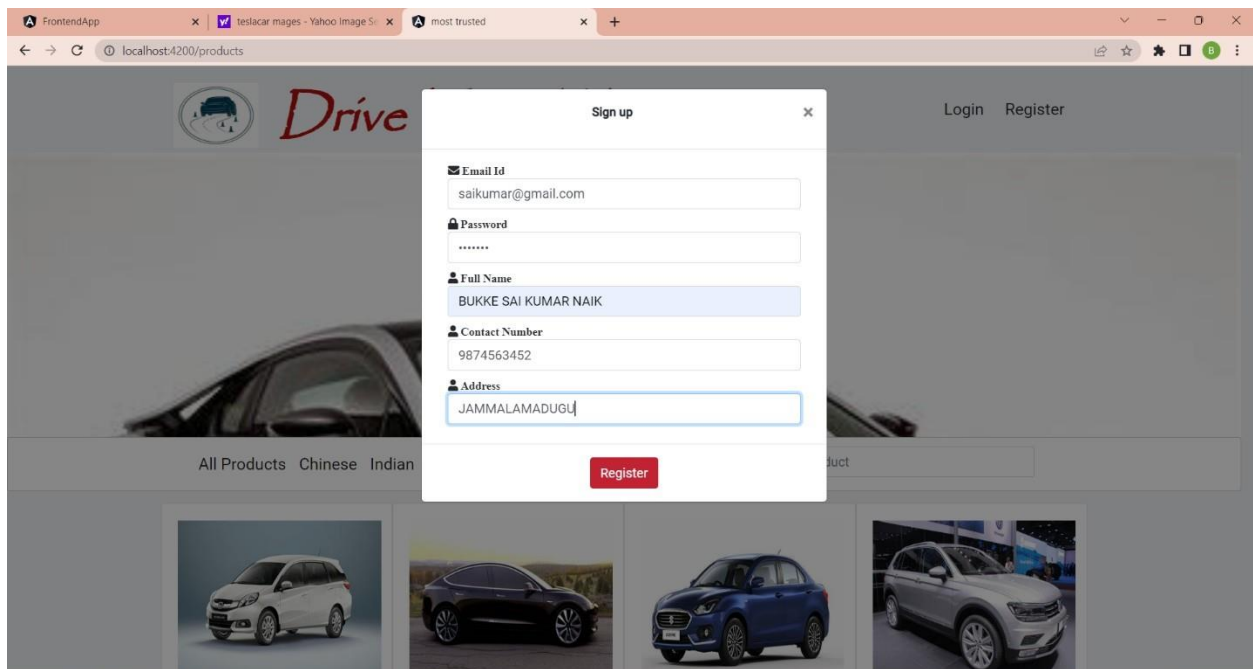 FrontendApp
teslacar mages - Yahoo Image Se
most trusted
localhost:4200/products
B
Drive
Login Register
Sign up
Email Id
saikumar@gmail.com
Password
Full Name
BUKKE SAI KUMAR NAIK
Contact Number
9874563452
Address
JAMMALAMADUGU
Register
All Products Chinese Indian
duct